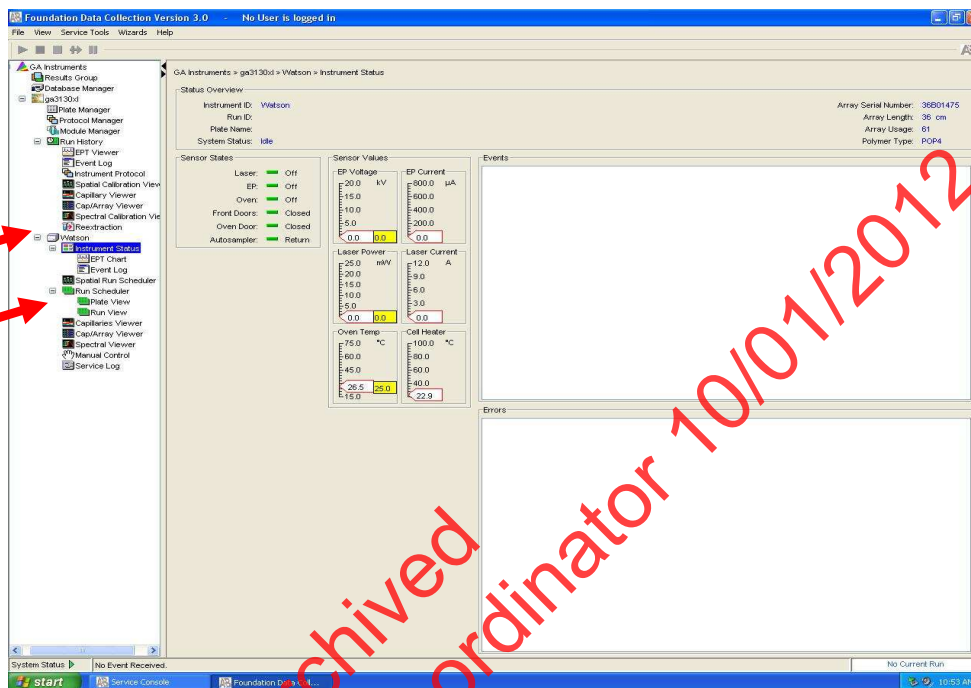 Foundation Data Collection Version 3.0 - No User is logged in
File View Service Tools Wizards Help
GA Instruments
Results Group
Database Manager
ga3130xl
Plate Manager
Protocol Manager
Module Manager
Run History
EPT Viewer
Event Log
Instrument Protocol
Spatial Calibration View
Capillary Viewer
Cap/Array Viewer
Spectral Calibration Vie
Reextraction
Watson
Instrument Status
EPT Chart
Event Log
Spatial Run Scheduler
Run Scheduler
Plate View
Run View
Capillaries Viewer
Cap/Array Viewer
Spectral Viewer
Manual Control
Service Log
GA Instruments > ga3130xl > Watson > Instrument Status
Status Overview
Instrument ID: Watson
Run ID:
Plate Name:
System Status: Idle
Array Serial Number: 36B01475
Array Length: 36 cm
Array Usage: 61
Polymer Type: POP4
Sensor States
Laser: Off
EP: Off
Oven: Off
Front Doors: Closed
Oven Door: Closed
Autosampler: Return
Sensor Values
EP Voltage
20.0 kV
15.0
10.0
5.0
0.0 0.0
EP Current
800.0 µA
600.0
400.0
200.0
0.0
Laser Power
25.0 mW
20.0
15.0
10.0
5.0
0.0 0.0
Laser Current
12.0 A
9.0
6.0
3.0
0.0
Oven Temp
75.0 °C
60.0
45.0
26.5 25.0
15.0
Cell Heater
100.0 °C
80.0
60.0
40.0
22.9
Events
Errors
chived
ordinator 10/01/2012
System Status No Event Received.
No Current Run
start Service Console Foundation Data Coll... 10:53 AM